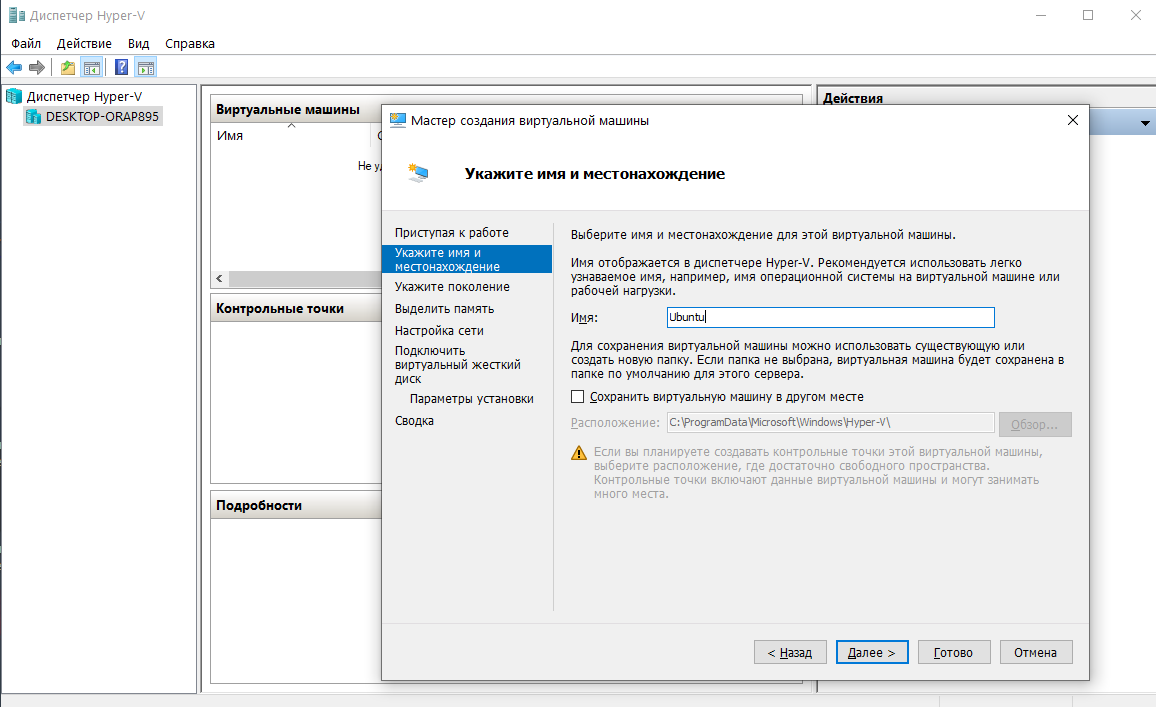 Диспетчер Hyper-V
Файл Действие Вид Справка
Диспетчер Hyper-V
DESKTOP-ORAP895
Виртуальные машины
Имя
Не
Контрольные точки
Подробности
Действия
Мастер создания виртуальной машины
Укажите имя и местонахождение
Приступая к работе
Укажите имя и
местонахождение
Укажите поколение
Выделить память
Настройка сети
Подключить
виртуальный жесткий
диск
Параметры установки
Сводка
Выберите имя и местонахождение для этой виртуальной машины.
Имя отображается в диспетчере Hyper-V. Рекомендуется использовать легко
узнаваемое имя, например, имя операционной системы на виртуальной машине или
рабочей нагрузки.
Имя: Ubuntu
Для сохранения виртуальной машины можно использовать существующую или
создать новую папку. Если папка не выбрана, виртуальная машина будет сохранена в
папке по умолчанию для этого сервера.
Сохранить виртуальную машину в другом месте
Расположение: C:\ProgramData\Microsoft\Windows\Hyper-V\ Обзор...
Если вы планируете создавать контрольные точки этой виртуальной машины,
выберите расположение, где достаточно свободного пространства.
Контрольные точки включают данные виртуальной машины и могут занимать
много места.
< Назад Далее > Готово Отмена